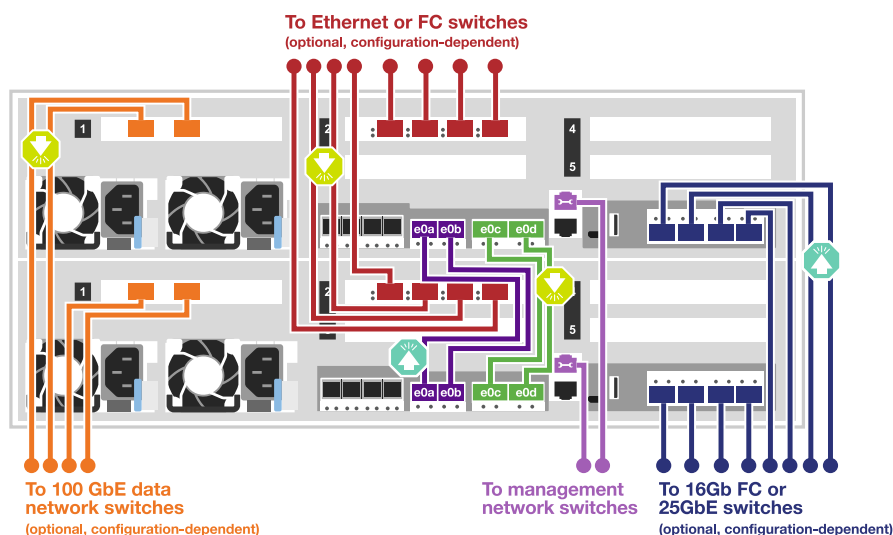 To Ethernet or FC switches
(optional, configuration-dependent)
1
2
4
5
e0a e0b e0c e0d
1
2
5
e0a e0b e0c e0d
To 100 GbE data
network switches
(optional, configuration-dependent)
To management
network switches
To 16Gb FC or
25GbE switches
(optional, configuration-dependent)